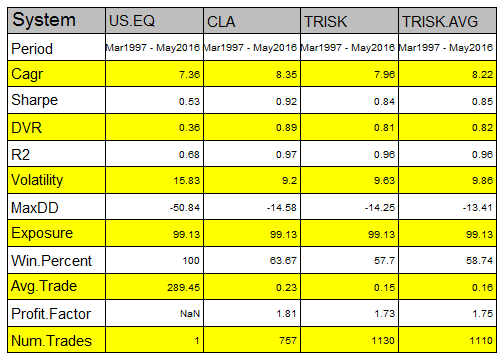 System US.EQ CLA TRISK TRISK.AVG
Period Mar1997 - May2016 Mar1997 - May2016 Mar1997 - May2016 Mar1997 - May2016
Cagr 7.36 8.35 7.96 8.22
Sharpe 0.53 0.92 0.84 0.85
DVR 0.36 0.89 0.81 0.82
R2 0.68 0.97 0.96 0.96
Volatility 15.83 9.2 9.63 9.86
MaxDD -50.84 -14.58 -14.25 -13.41
Exposure 99.13 99.13 99.13 99.13
Win.Percent 100 63.67 57.7 58.74
Avg.Trade 289.45 0.23 0.15 0.16
Profit.Factor NaN 1.81 1.73 1.75
Num.Trades 1 757 1130 1110